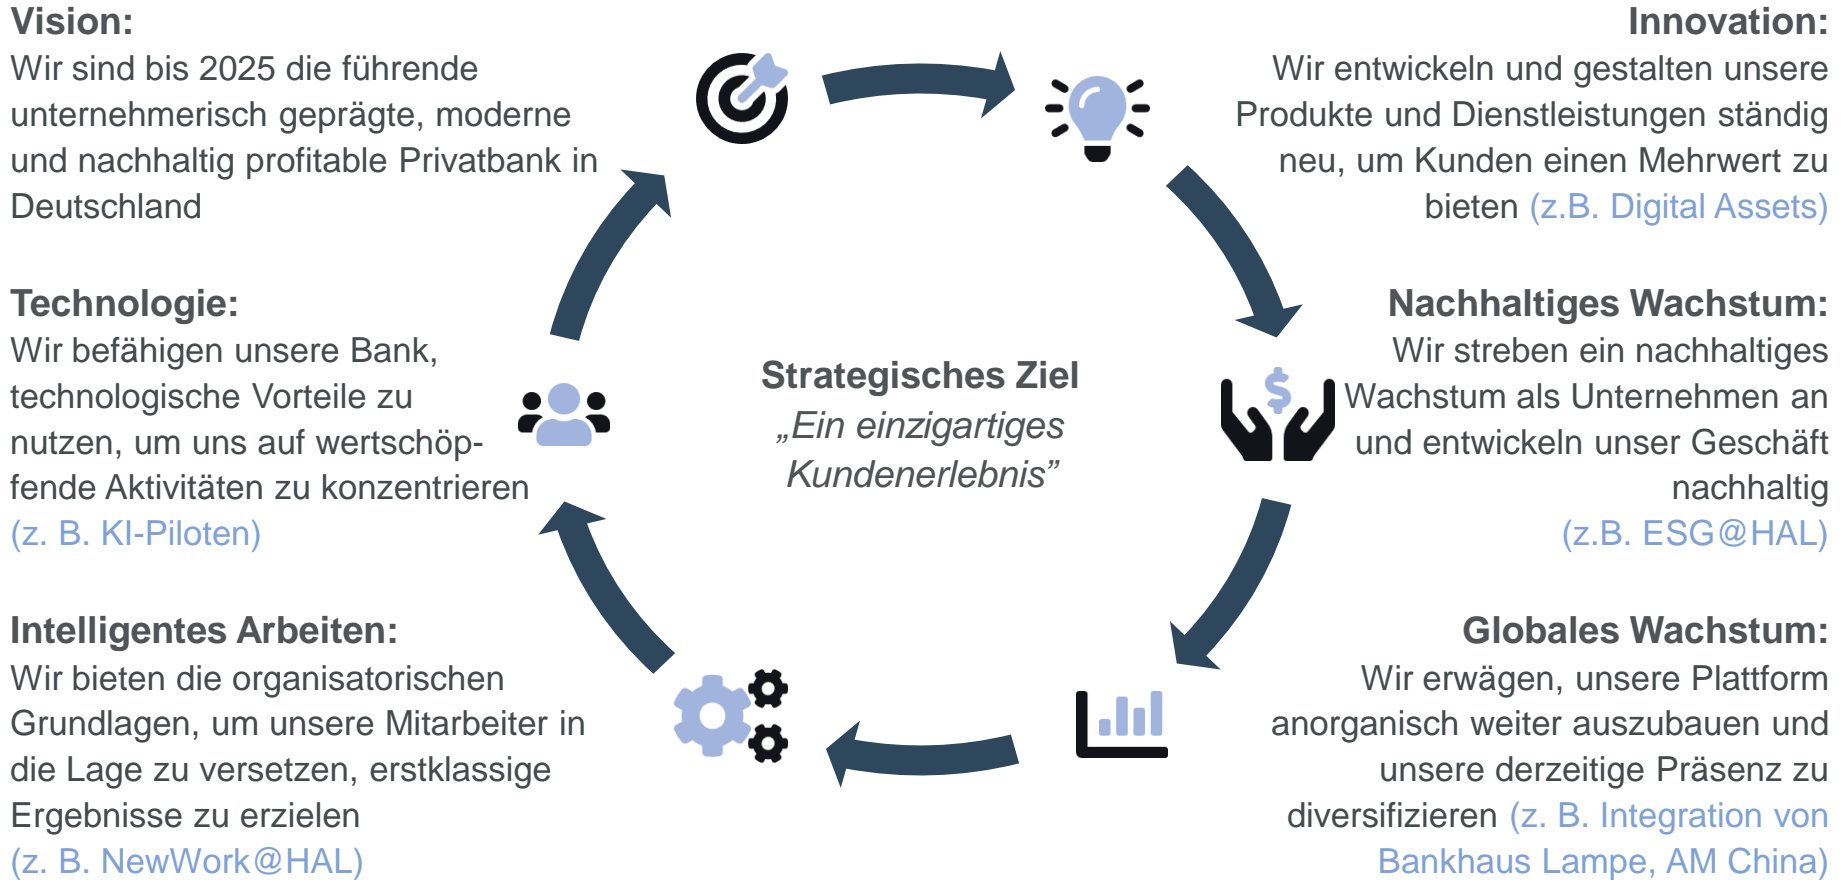 Vision:
Wir sind bis 2025 die führende
unternehmerisch geprägte, moderne
und nachhaltig profitable Privatbank in
Deutschland
Technologie:
Wir befähigen unsere Bank,
technologische Vorteile zu
nutzen, um uns auf wertschöp-
fende Aktivitäten zu konzentrieren
(z. B. KI-Piloten)
Intelligentes Arbeiten:
Wir bieten die organisatorischen
Grundlagen, um unsere Mitarbeiter in
die Lage zu versetzen, erstklassige
Ergebnisse zu erzielen
(z. B. NewWork@HAL)
Strategisches Ziel
„Ein einzigartiges
Kundenerlebnis”
Innovation:
Wir entwickeln und gestalten unsere
Produkte und Dienstleistungen ständig
neu, um Kunden einen Mehrwert zu
bieten (z.B. Digital Assets)
Nachhaltiges Wachstum:
Wir streben ein nachhaltiges
Wachstum als Unternehmen an
und entwickeln unser Geschäft
nachhaltig
(z.B. ESG@HAL)
Globales Wachstum:
Wir erwägen, unsere Plattform
anorganisch weiter auszubauen und
unsere derzeitige Präsenz zu
diversifizieren (z. B. Integration von
Bankhaus Lampe, AM China)
$